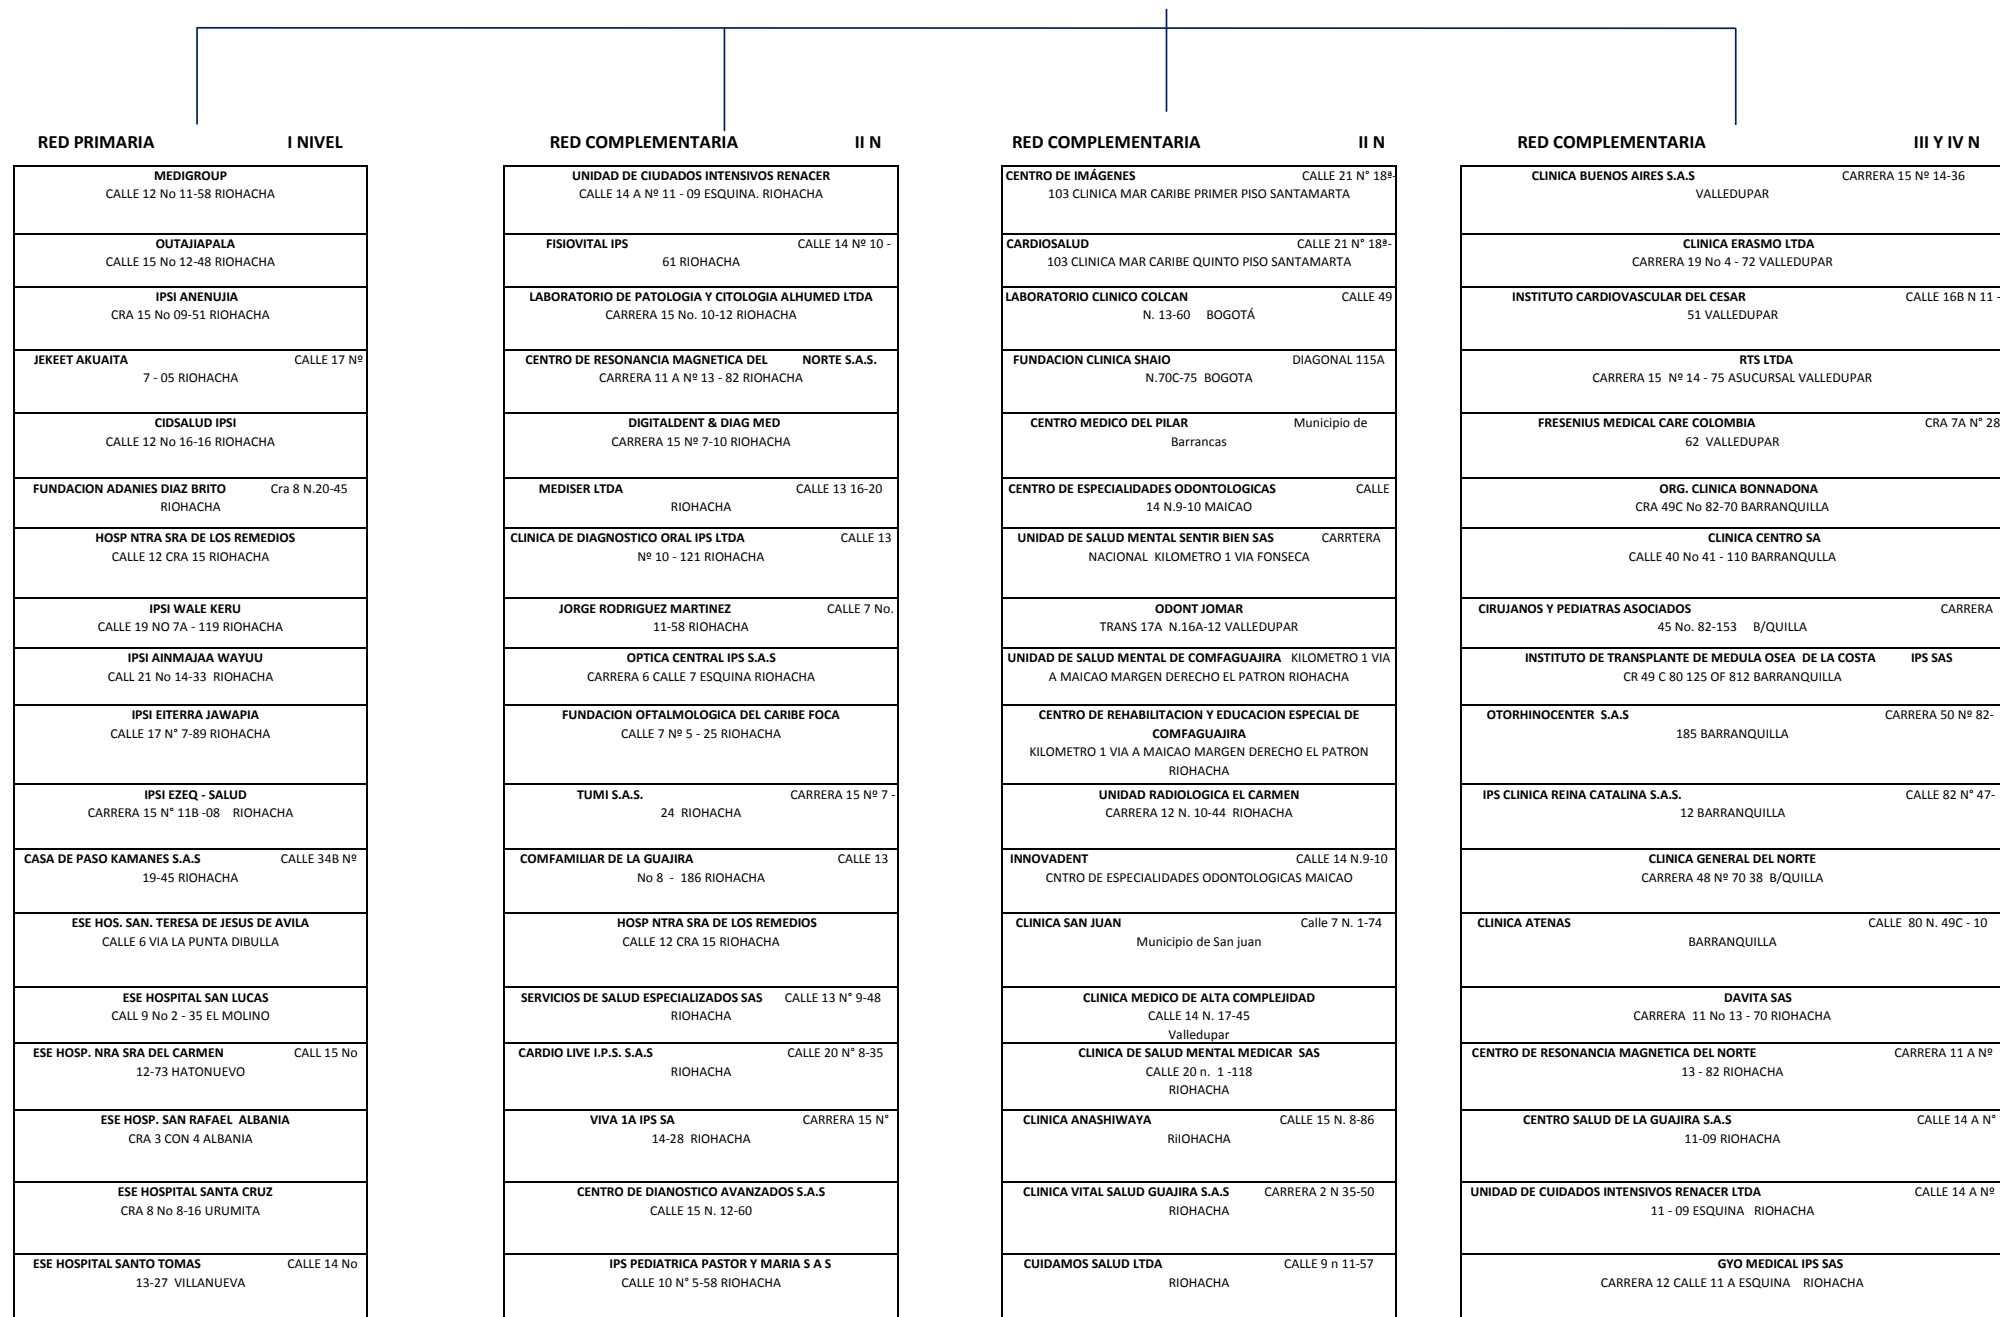 RED PRIMARIA I NIVEL
MEDIGROUP
CALLE 12 No 11-58 RIOHACHA
OUTAJIAPALA
CALLE 15 No 12-48 RIOHACHA
IPSI ANENUJIA
CRA 15 No 09-51 RIOHACHA
JEKEET AKUAITA CALLE 17 Nº
7 - 05 RIOHACHA
CIDSALUD IPSI
CALLE 12 No 16-16 RIOHACHA
FUNDACION ADANIES DIAZ BRITO Cra 8 N.20-45
RIOHACHA
HOSP NTRA SRA DE LOS REMEDIOS
CALLE 12 CRA 15 RIOHACHA
IPSI WALE KERU
CALLE 19 NO 7A - 119 RIOHACHA
IPSI AINMAJAA WAYUU
CALL 21 No 14-33 RIOHACHA
IPSI EITERRA JAWAPIA
CALLE 17 N° 7-89 RIOHACHA
IPSI EZEQ - SALUD
CARRERA 15 N° 11B -08 RIOHACHA
CASA DE PASO KAMANES S.A.S CALLE 34B Nº
19-45 RIOHACHA
ESE HOS. SAN. TERESA DE JESUS DE AVILA
CALLE 6 VIA LA PUNTA DIBULLA
ESE HOSPITAL SAN LUCAS
CALL 9 No 2 - 35 EL MOLINO
ESE HOSP. NRA SRA DEL CARMEN CALL 15 No
12-73 HATONUEVO
ESE HOSP. SAN RAFAEL ALBANIA
CRA 3 CON 4 ALBANIA
ESE HOSPITAL SANTA CRUZ
CRA 8 No 8-16 URUMITA
ESE HOSPITAL SANTO TOMAS CALLE 14 No
13-27 VILLANUEVA
RED COMPLEMENTARIA II N
UNIDAD DE CIUDADOS INTENSIVOS RENACER
CALLE 14 A Nº 11 - 09 ESQUINA. RIOHACHA
FISIOVITAL IPS CALLE 14 Nº 10 -
61 RIOHACHA
LABORATORIO DE PATOLOGIA Y CITOLOGIA ALHUMED LTDA
CARRERA 15 No. 10-12 RIOHACHA
CENTRO DE RESONANCIA MAGNETICA DEL NORTE S.A.S.
CARRERA 11 A Nº 13 - 82 RIOHACHA
DIGITALDENT & DIAG MED
CARRERA 15 Nº 7-10 RIOHACHA
MEDISER LTDA CALLE 13 16-20
RIOHACHA
CLINICA DE DIAGNOSTICO ORAL IPS LTDA CALLE 13
Nº 10 - 121 RIOHACHA
JORGE RODRIGUEZ MARTINEZ CALLE 7 No.
11-58 RIOHACHA
OPTICA CENTRAL IPS S.A.S
CARRERA 6 CALLE 7 ESQUINA RIOHACHA
FUNDACION OFTALMOLOGICA DEL CARIBE FOCA
CALLE 7 Nº 5 - 25 RIOHACHA
TUMI S.A.S. CARRERA 15 Nº 7 -
24 RIOHACHA
COMFAMILIAR DE LA GUAJIRA CALLE 13
No 8 - 186 RIOHACHA
HOSP NTRA SRA DE LOS REMEDIOS
CALLE 12 CRA 15 RIOHACHA
SERVICIOS DE SALUD ESPECIALIZADOS SAS CALLE 13 N° 9-48
RIOHACHA
CARDIO LIVE I.P.S. S.A.S CALLE 20 N° 8-35
RIOHACHA
VIVA 1A IPS SA CARRERA 15 N°
14-28 RIOHACHA
CENTRO DE DIANOSTICO AVANZADOS S.A.S
CALLE 15 N. 12-60
IPS PEDIATRICA PASTOR Y MARIA S A S
CALLE 10 N° 5-58 RIOHACHA
RED COMPLEMENTARIA II N
CENTRO DE IMÁGENES CALLE 21 N° 18ª-
103 CLINICA MAR CARIBE PRIMER PISO SANTAMARTA
CARDIOSALUD CALLE 21 N° 18ª-
103 CLINICA MAR CARIBE QUINTO PISO SANTAMARTA
LABORATORIO CLINICO COLCAN CALLE 49
N. 13-60 BOGOTÁ
FUNDACION CLINICA SHAIO DIAGONAL 115A
N.70C-75 BOGOTA
CENTRO MEDICO DEL PILAR Municipio de
Barrancas
CENTRO DE ESPECIALIDADES ODONTOLOGICAS CALLE
14 N.9-10 MAICAO
UNIDAD DE SALUD MENTAL SENTIR BIEN SAS CARRTERA
NACIONAL KILOMETRO 1 VIA FONSECA
ODONT JOMAR
TRANS 17A N.16A-12 VALLEDUPAR
UNIDAD DE SALUD MENTAL DE COMFAGUAJIRA KILOMETRO 1 VIA
A MAICAO MARGEN DERECHO EL PATRON RIOHACHA
CENTRO DE REHABILITACION Y EDUCACION ESPECIAL DE
COMFAGUAJIRA
KILOMETRO 1 VIA A MAICAO MARGEN DERECHO EL PATRON
RIOHACHA
UNIDAD RADIOLOGICA EL CARMEN
CARRERA 12 N. 10-44 RIOHACHA
INNOVADENT CALLE 14 N.9-10
CNTRO DE ESPECIALIDADES ODONTOLOGICAS MAICAO
CLINICA SAN JUAN Calle 7 N. 1-74
Municipio de San juan
CLINICA MEDICO DE ALTA COMPLEJIDAD
CALLE 14 N. 17-45
Valledupar
CLINICA DE SALUD MENTAL MEDICAR SAS
CALLE 20 n. 1 -118
RIOHACHA
CLINICA ANASHIWAYA CALLE 15 N. 8-86
RiIOHACHA
CLINICA VITAL SALUD GUAJIRA S.A.S CARRERA 2 N 35-50
RIOHACHA
CUIDAMOS SALUD LTDA CALLE 9 n 11-57
RIOHACHA
RED COMPLEMENTARIA III Y IV N
CLINICA BUENOS AIRES S.A.S CARRERA 15 Nº 14-36
VALLEDUPAR
CLINICA ERASMO LTDA
CARRERA 19 No 4 - 72 VALLEDUPAR
INSTITUTO CARDIOVASCULAR DEL CESAR CALLE 16B N 11 -
51 VALLEDUPAR
RTS LTDA
CARRERA 15 Nº 14 - 75 ASUCURSAL VALLEDUPAR
FRESENIUS MEDICAL CARE COLOMBIA CRA 7A N° 28
62 VALLEDUPAR
ORG. CLINICA BONNADONA
CRA 49C No 82-70 BARRANQUILLA
CLINICA CENTRO SA
CALLE 40 No 41 - 110 BARRANQULLA
CIRUJANOS Y PEDIATRAS ASOCIADOS CARRERA
45 No. 82-153 B/QUILLA
INSTITUTO DE TRANSPLANTE DE MEDULA OSEA DE LA COSTA IPS SAS
CR 49 C 80 125 OF 812 BARRANQUILLA
OTORHINOCENTER S.A.S CARRERA 50 Nº 82-
185 BARRANQUILLA
IPS CLINICA REINA CATALINA S.A.S. CALLE 82 N° 47-
12 BARRANQUILLA
CLINICA GENERAL DEL NORTE
CARRERA 48 Nº 70 38 B/QUILLA
CLINICA ATENAS CALLE 80 N. 49C - 10
BARRANQUILLA
DAVITA SAS
CARRERA 11 No 13 - 70 RIOHACHA
CENTRO DE RESONANCIA MAGNETICA DEL NORTE CARRERA 11 A Nº
13 - 82 RIOHACHA
CENTRO SALUD DE LA GUAJIRA S.A.S CALLE 14 A N°
11-09 RIOHACHA
UNIDAD DE CUIDADOS INTENSIVOS RENACER LTDA CALLE 14 A Nº
11 - 09 ESQUINA RIOHACHA
GYO MEDICAL IPS SAS
CARRERA 12 CALLE 11 A ESQUINA RIOHACHA